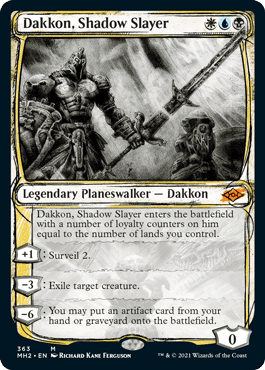 Dakkon, Shadow Slayer
Legendary Planeswalker — Dakkon
Dakkon, Shadow Slayer enters the battlefield
with a number of loyalty counters on him
equal to the number of lands you control.
+1: Surveil 2.
−3: Exile target creature.
−6: You may put an artifact card from your
hand or graveyard onto the battlefield.
0
363 M
MH2 • EN Richard Kane Ferguson
™ & © 2021 Wizards of the Coast